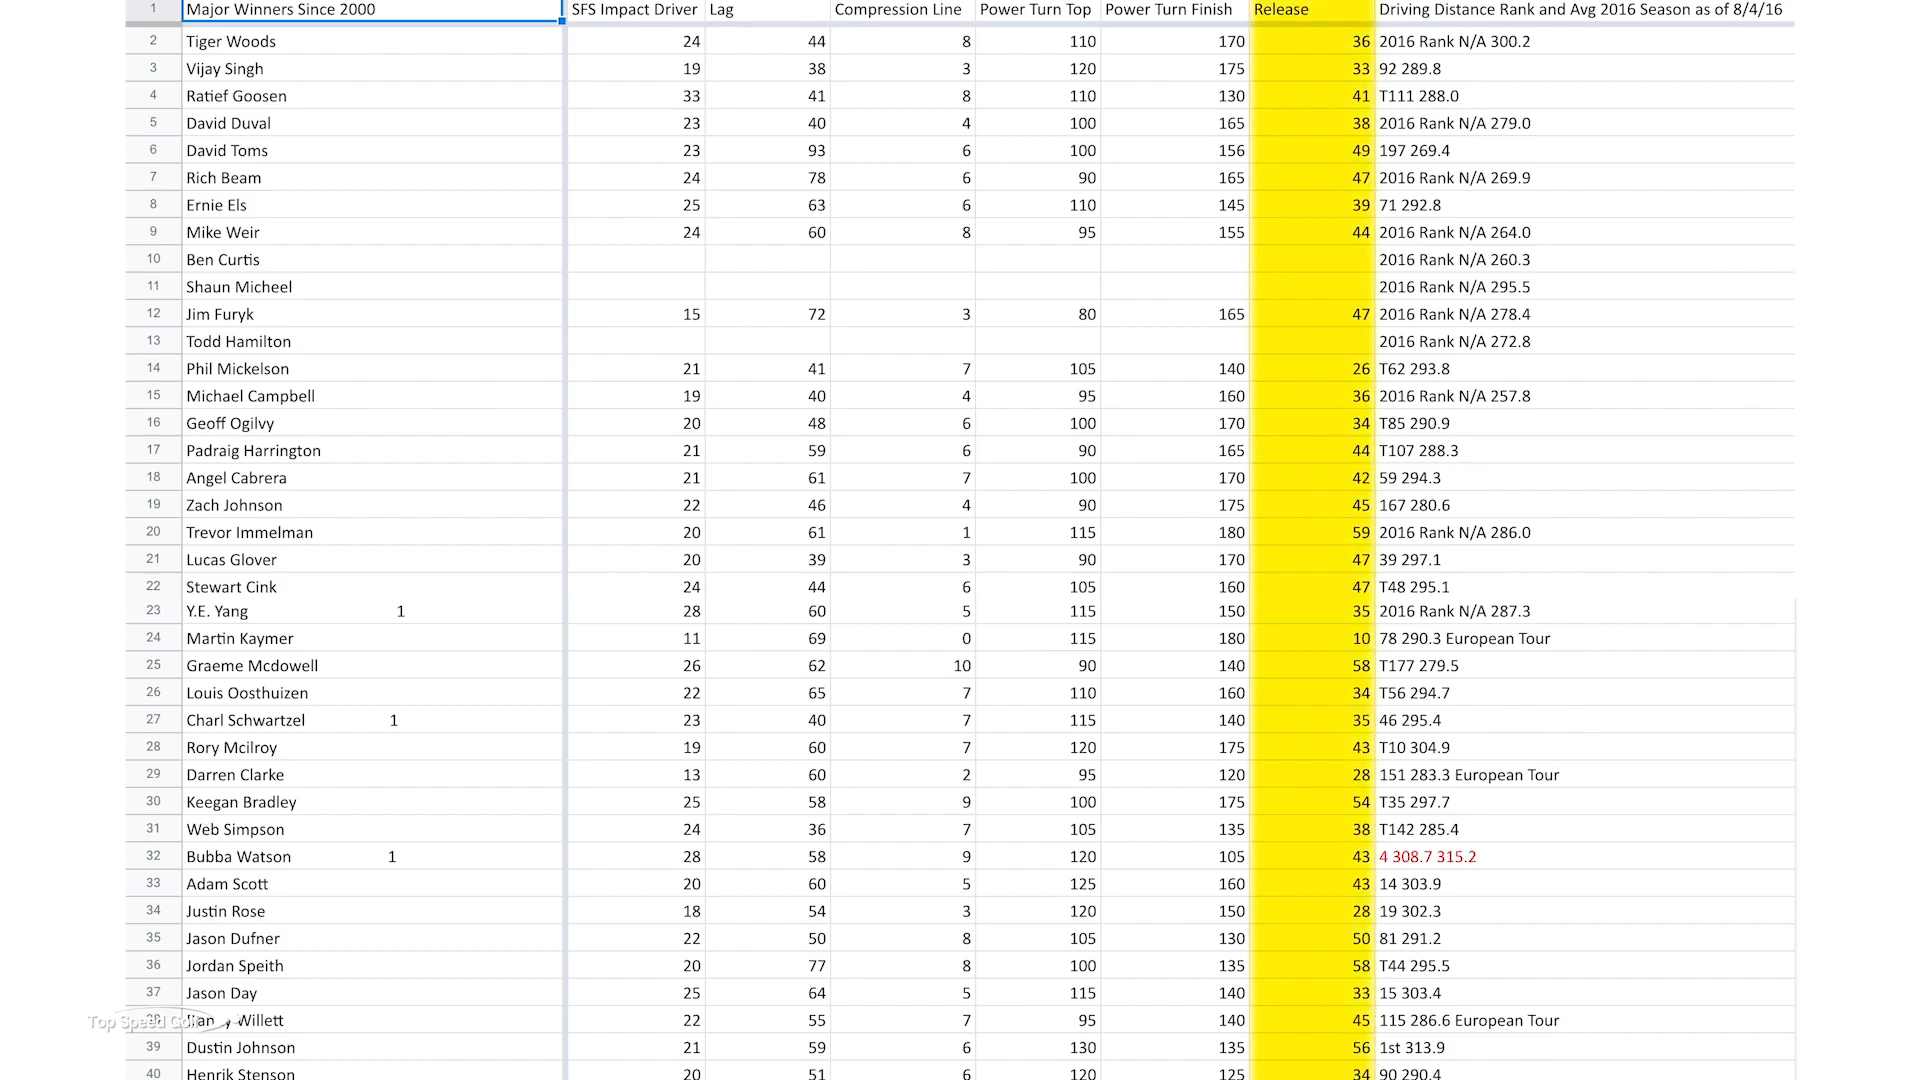 1 Major Winners Since 2000 SFS Impact Driver Lag Compression Line Power Turn Top Power Turn Finish Release Driving Distance Rank and Avg 2016 Season as of 8/4/16
2 Tiger Woods 24 44 8 110 170 36 2016 Rank N/A 300.2
3 Vijay Singh 19 38 3 120 175 33 92 289.8
4 Ratief Goosen 33 41 8 110 130 41 T111 288.0
5 David Duval 23 40 4 100 165 38 2016 Rank N/A 279.0
6 David Toms 23 93 6 100 156 49 197 269.4
7 Rich Beam 24 78 6 90 165 47 2016 Rank N/A 269.9
8 Ernie Els 25 63 6 110 145 39 71 292.8
9 Mike Weir 24 60 8 95 155 44 2016 Rank N/A 264.0
10 Ben Curtis 2016 Rank N/A 260.3
11 Shaun Micheel 2016 Rank N/A 295.5
12 Jim Furyk 15 72 3 80 165 47 2016 Rank N/A 278.4
13 Todd Hamilton 2016 Rank N/A 272.8
14 Phil Mickelson 21 41 7 105 140 26 T62 293.8
15 Michael Campbell 19 40 4 95 160 36 2016 Rank N/A 257.8
16 Geoff Ogilvy 20 48 6 100 170 34 T85 290.9
17 Padraig Harrington 21 59 6 90 165 44 T107 288.3
18 Angel Cabrera 21 61 7 100 170 42 59 294.3
19 Zach Johnson 22 46 4 90 175 45 167 280.6
20 Trevor Immelman 20 61 1 115 180 59 2016 Rank N/A 286.0
21 Lucas Glover 20 39 3 90 170 47 39 297.1
22 Stewart Cink 24 44 6 105 160 47 T48 295.1
23 Y.E. Yang 1 28 60 5 115 150 35 2016 Rank N/A 287.3
24 Martin Kaymer 11 69 0 115 180 10 78 290.3 European Tour
25 Graeme Mcdowell 26 62 10 90 140 58 T177 279.5
26 Louis Oosthuizen 22 65 7 110 160 34 T56 294.7
27 Charl Schwartzel 1 23 40 7 115 140 35 46 295.4
28 Rory Mcilroy 19 60 7 120 175 43 T10 304.9
29 Darren Clarke 13 60 2 95 120 28 151 283.3 European Tour
30 Keegan Bradley 25 58 9 100 175 54 T35 297.7
31 Web Simpson 24 36 7 105 135 38 T142 285.4
32 Bubba Watson 1 28 58 9 120 105 43 4 308.7 315.2
33 Adam Scott 20 60 5 125 160 43 14 303.9
34 Justin Rose 18 54 3 120 150 28 19 302.3
35 Jason Dufner 22 50 8 105 130 50 81 291.2
36 Jordan Speith 20 77 8 100 135 58 T44 295.5
37 Jason Day 25 64 5 115 140 33 15 303.4
Top Speed Golf
38 Willett 22 55 7 95 140 45 115 286.6 European Tour
39 Dustin Johnson 21 59 6 130 135 56 1st 313.9
40 Henrik Stenson 20 51 6 120 125 34 90 290.4